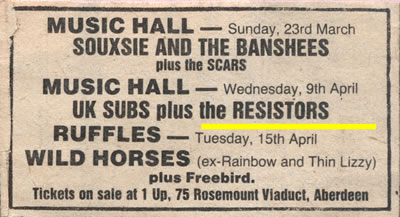 MUSIC HALL — Sunday, 23rd March
SOUXSIE AND THE BANSHEES
plus the SCARS
MUSIC HALL — Wednesday, 9th April
UK SUBS plus the RESISTORS
RUFFLES — Tuesday, 15th April
WILD HORSES (ex-Rainbow and Thin Lizzy)
plus Freebird.
Tickets on sale at 1 Up, 75 Rosemount Viaduct, Aberdeen